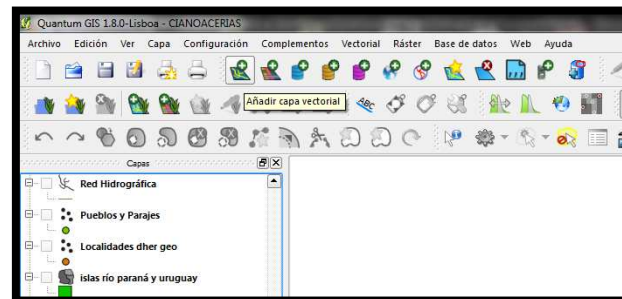 Quantum GIS 1.8.0-Lisboa - CIANOACERIAS
Archivo Edición Ver Capa Configuración Complementos Vectorial Ráster Base de datos Web Ayuda
Añadir capa vectorial
ABC
Capas
Red Hidrográfica
Pueblos y Parajes
Localidades dher geo
islas río paraná y uruguay